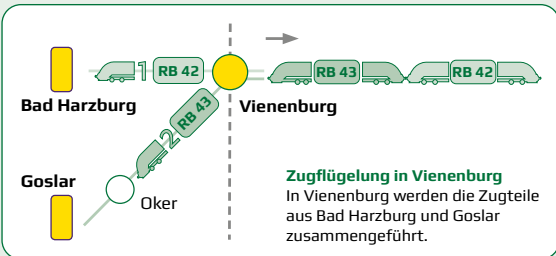 1 RB 42
RB 43
RB 42
Bad Harzburg
Vienenburg
2 RB 43
Goslar
Oker
Zugflügelung in Vienenburg
In Vienenburg werden die Zugteile
aus Bad Harzburg und Goslar
zusammengeführt.